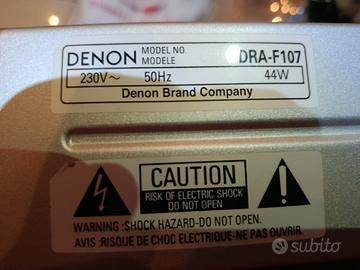 DENON MODEL NO. MODELE DRA-F107
230V～ 50Hz 44W
Denon Brand Company
CAUTION
RISK OF ELECTRIC SHOCK
DO NOT OPEN
WARNING :SHOCK HAZARD-DO NOT OPEN.
AVIS :RISQUE DE CHOC ELECTRIQUE-NE PAS OUVRIR.
subito